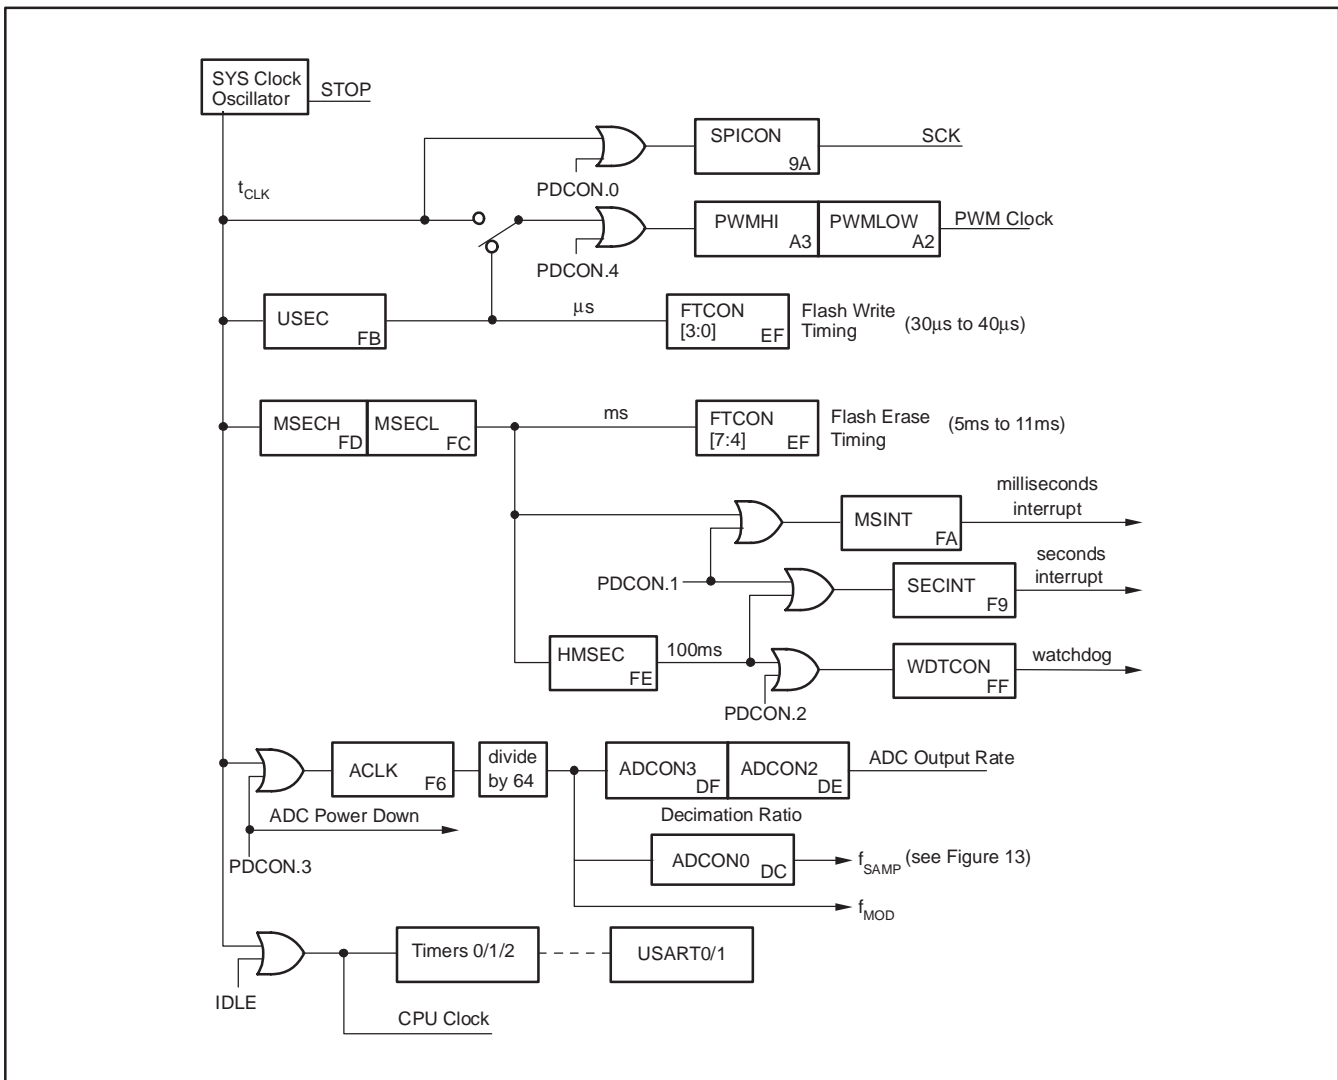 SYS Clock
Oscillator
STOP
t_CLK
PDCON.0
SPICON
9A
SCK
PDCON.4
PWMHI
A3
PWMLOW
A2
PWM Clock
USEC
FB
μs
FTCON
[3:0]
EF
Flash Write
Timing
(30μs to 40μs)
MSECH
FD
MSECL
FC
ms
FTCON
[7:4]
EF
Flash Erase
Timing
(5ms to 11ms)
MSINT
FA
milliseconds
interrupt
PDCON.1
SECINT
F9
seconds
interrupt
HMSEC
FE
100ms
PDCON.2
WDTCON
FF
watchdog
ACLK
F6
divide
by 64
ADCON3
DF
ADCON2
DE
ADC Output Rate
Decimation Ratio
ADC Power Down
PDCON.3
ADCON0
DC
f_SAMP (see Figure 13)
f_MOD
IDLE
Timers 0/1/2
USART0/1
CPU Clock